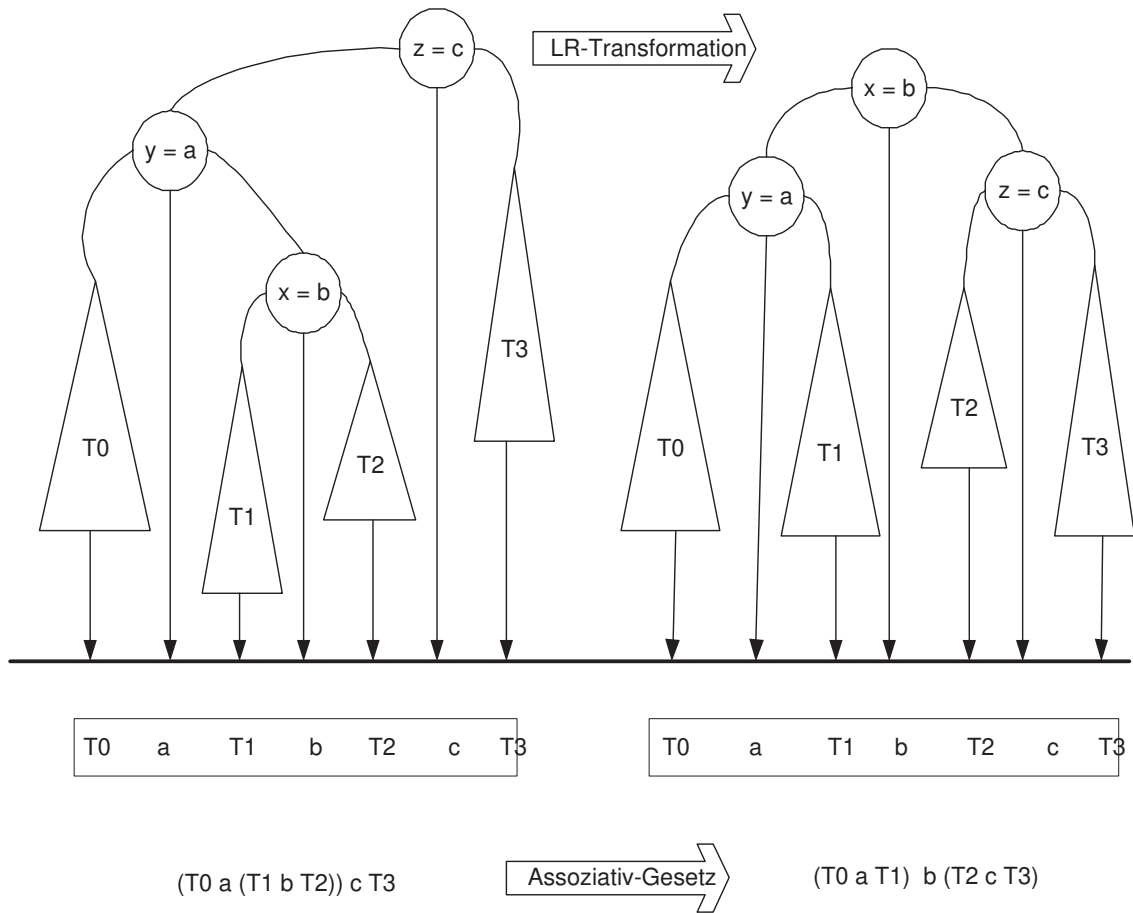 z = c
LR-Transformation
x = b
y = a
z = c
y = a
x = b
T3
T2
T0
T1
T3
T0
T2
T1
T0 a T1 b T2 c T3
T0 a T1 b T2 c T3
(T0 a (T1 b T2)) c T3
Assoziativ-Gesetz
(T0 a T1) b (T2 c T3)